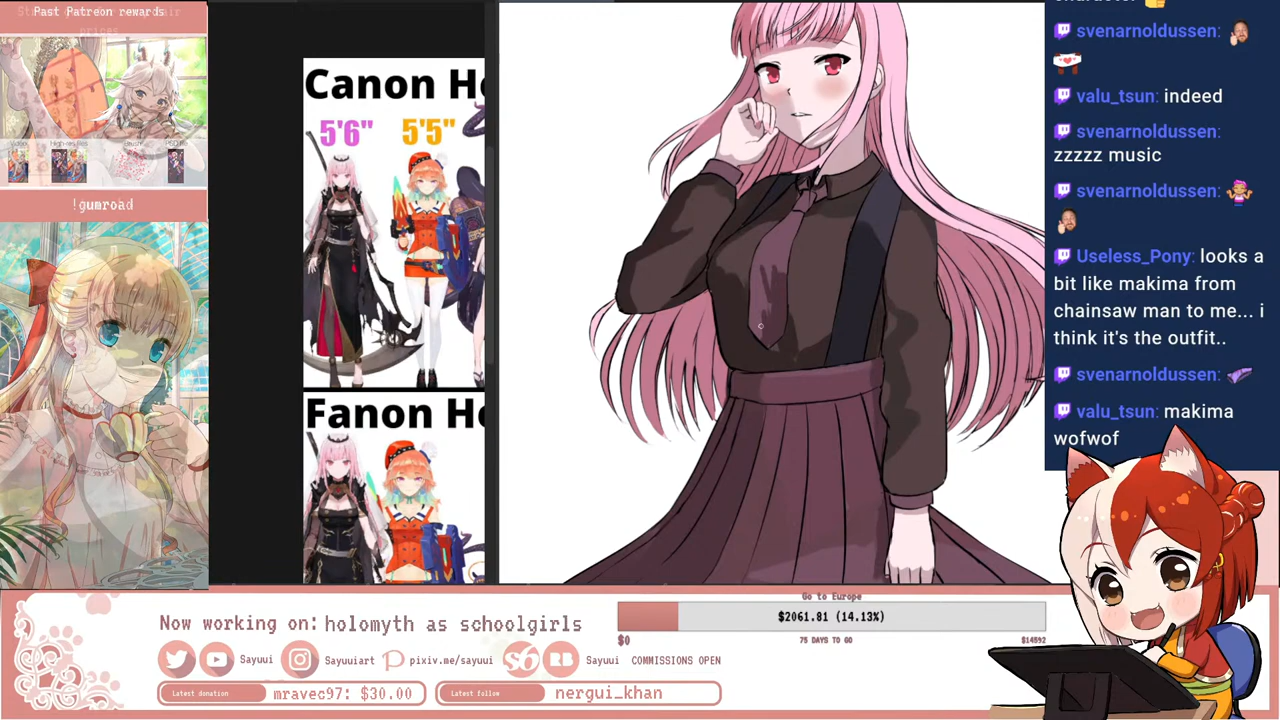 Past Patreon rewards
!gumroad
Canon He
5'6" 5'5"
Fanon He
svenarnoldussen:
valu_tsun: indeed
svenarnoldussen:
zzzzz music
svenarnoldussen:
Useless_Pony: looks a
bit like makima from
chainsaw man to me... i
think it's the outfit..
svenarnoldussen:
valu_tsun: makima
wofwof
Go to Europe
$2061.81 (14.13%)
$0 75 DAYS TO GO $14592
Now working on: holomyth as schoolgirls
Sayuui Sayuuiart pixiv.me/sayuui Sayuui COMMISSIONS OPEN
Latest donation mravec97: $30.00 Latest follow nergui_khan